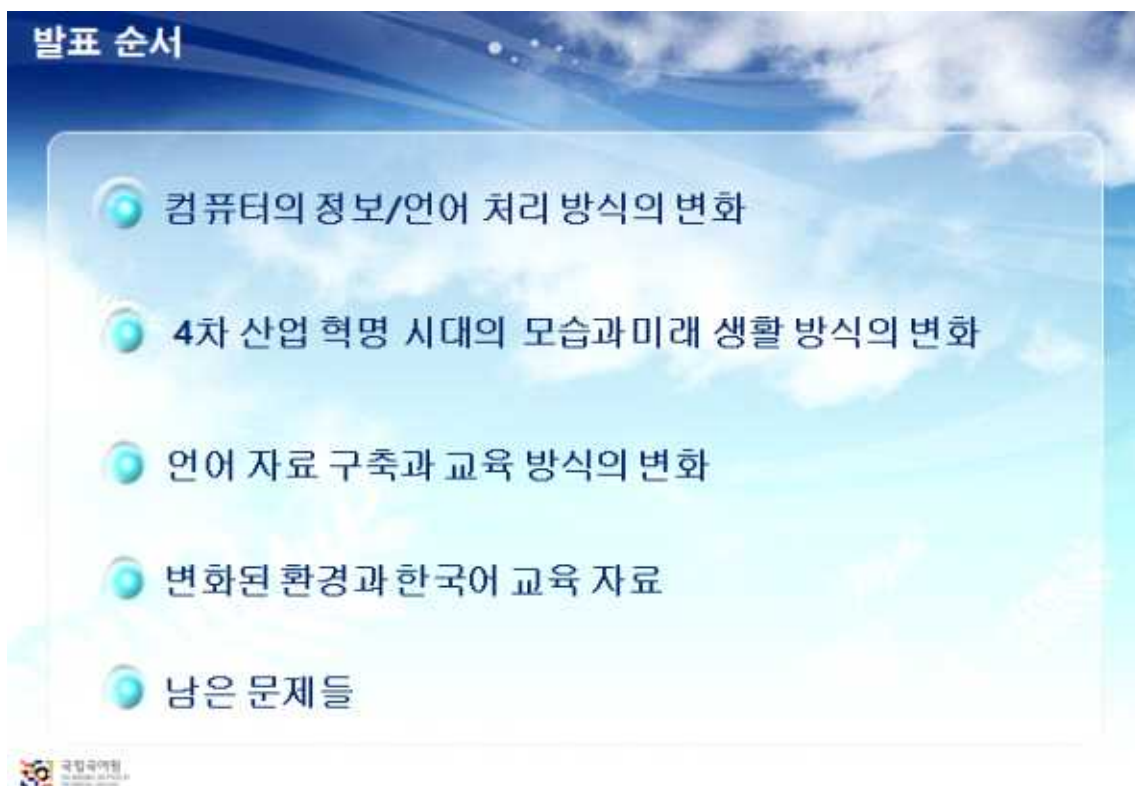 발표 순서
컴퓨터의 정보/언어 처리 방식의 변화
4차 산업 혁명 시대의 모습과 미래 생활 방식의 변화
언어 자료 구축과 교육 방식의 변화
변화된 환경과 한국어 교육 자료
남은 문제들
국립국어원